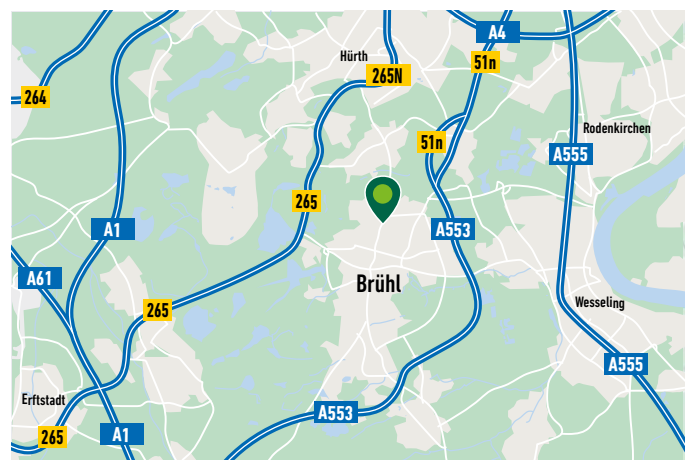 A4
Hürth
51n
265N
264
Rodenkirchen
51n
A555
265
A1
A553
A61
Brühl
265
Wesseling
A555
Erftstadt
A553
265
A1